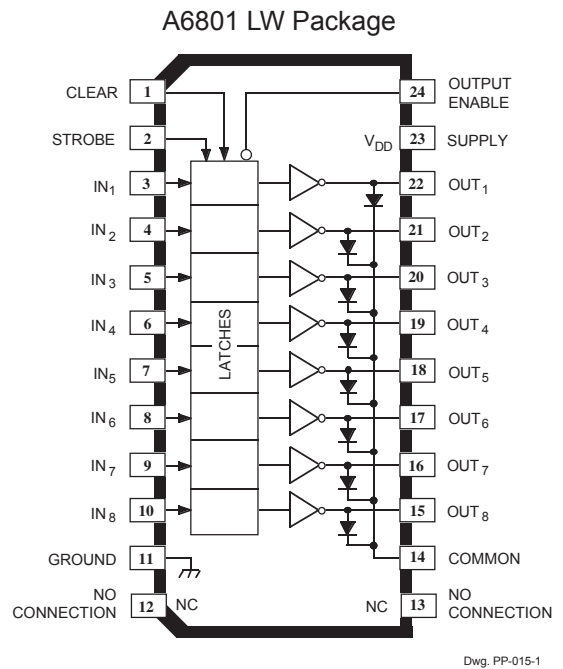 A6801 LW Package
CLEAR 1
24 OUTPUT ENABLE
STROBE 2
VDD 23 SUPPLY
IN1 3
22 OUT1
IN2 4
21 OUT2
IN3 5
20 OUT3
IN4 6
19 OUT4
LATCHES
IN5 7
18 OUT5
IN6 8
17 OUT6
IN7 9
16 OUT7
IN8 10
15 OUT8
GROUND 11
14 COMMON
NO CONNECTION 12 NC
NC 13 NO CONNECTION
Dwg. PP-015-1